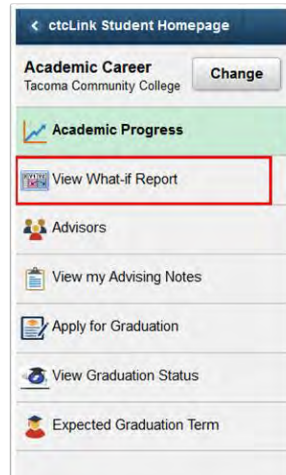 < ctcLink Student Homepage
Academic Career
Tacoma Community College
Change
Academic Progress
View What-if Report
Advisors
View my Advising Notes
Apply for Graduation
View Graduation Status
Expected Graduation Term